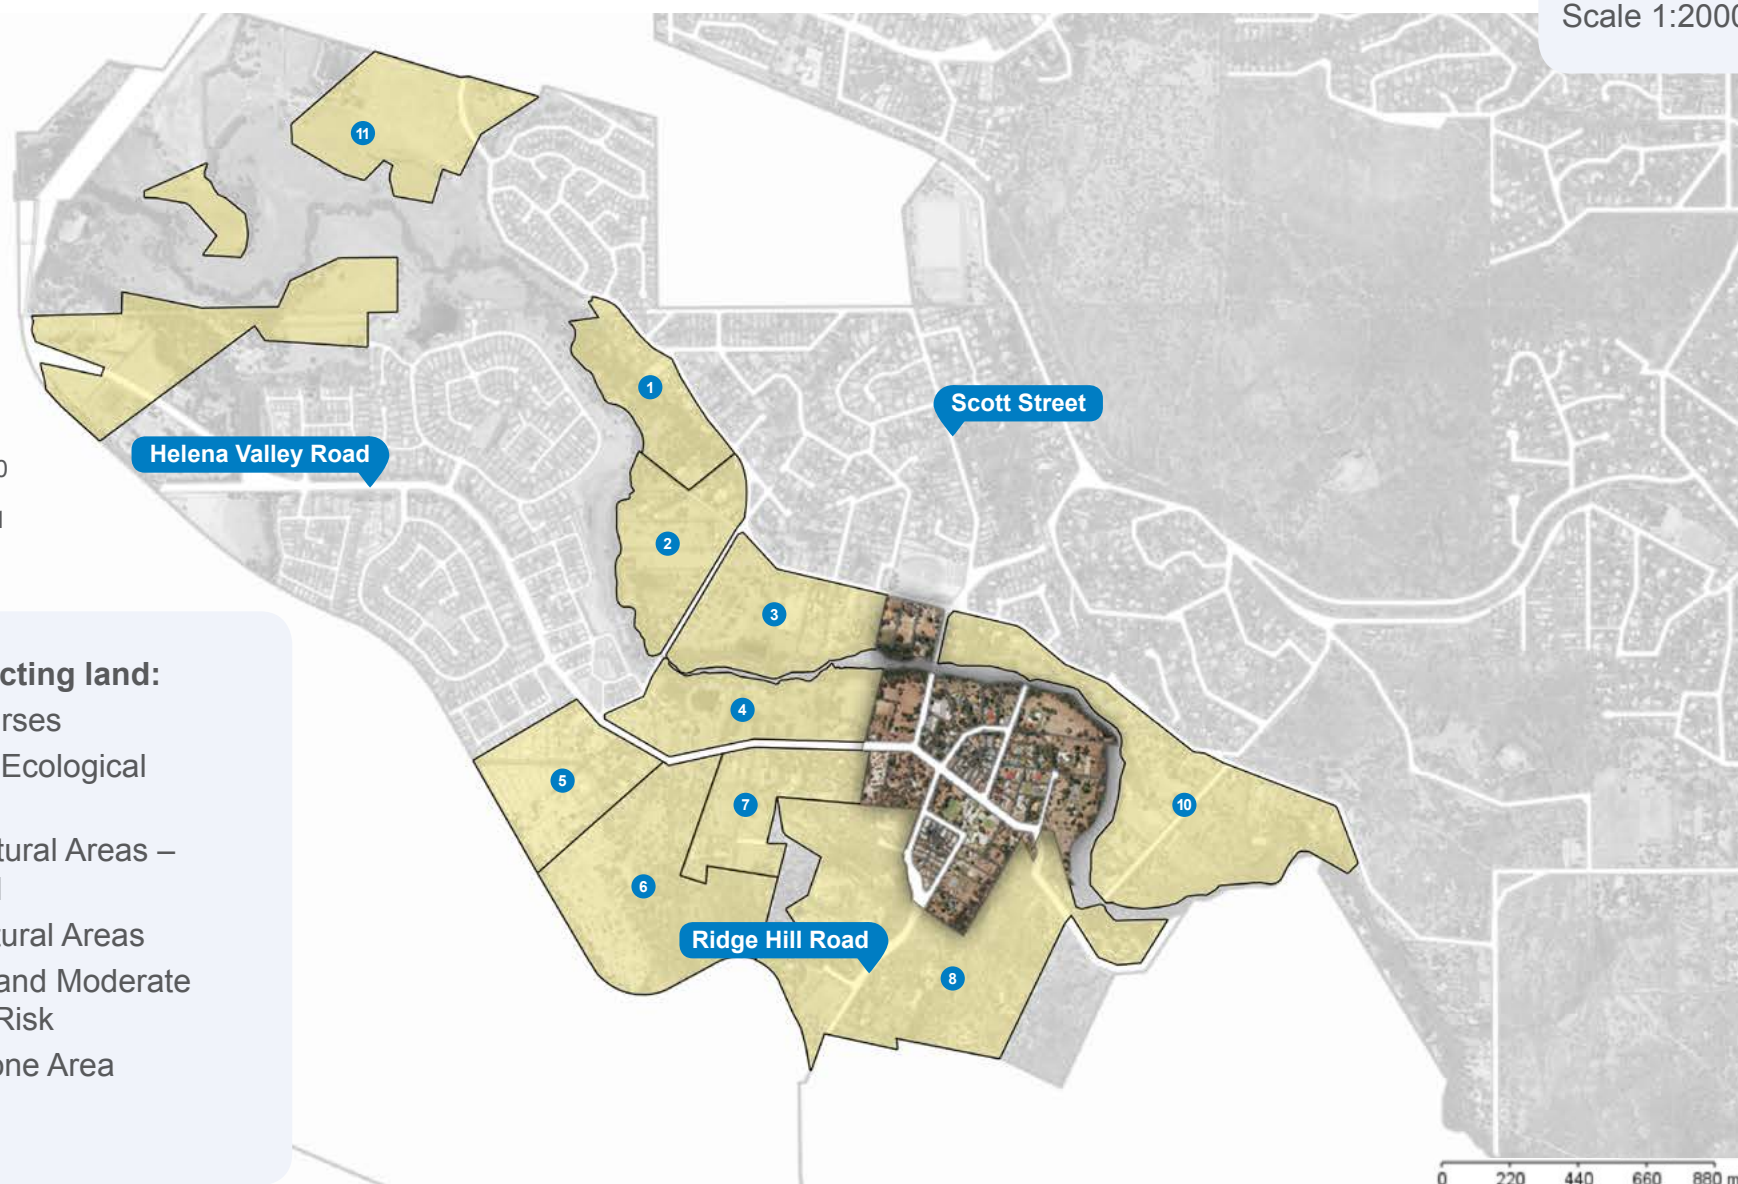 Scale 1:2000
11
1
Scott Street
Helena Valley Road
0
2
3
cting land:
rses
4
Ecological
5
7
10
tural Areas –
6
tural Areas
Ridge Hill Road
and Moderate
8
Risk
one Area
0 220 440 660 880 m